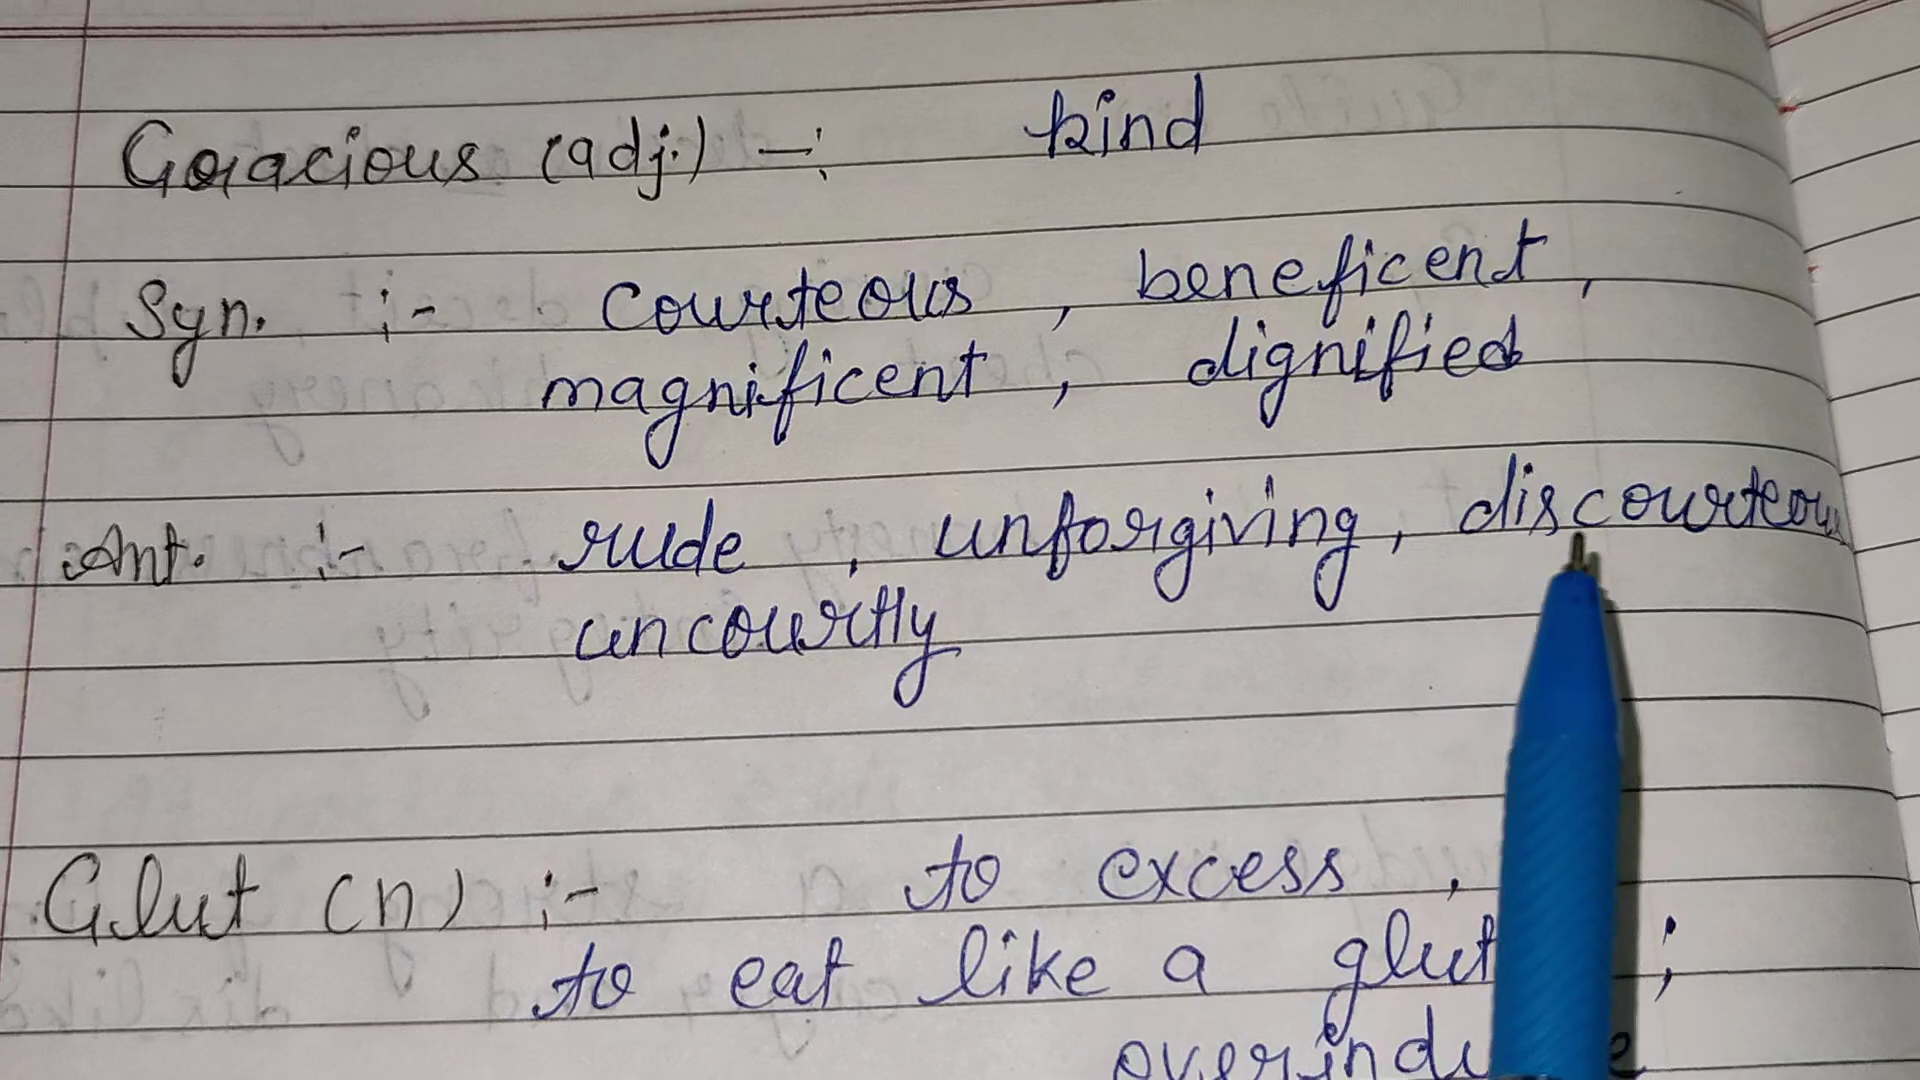 Gracious (adj.) -: kind
Syn. :- courteous, beneficent,
magnificent, dignified
Ant. :- rude, unforgiving, discourteous
uncourtly
Glut (n) :- to excess,
to eat like a glut ;